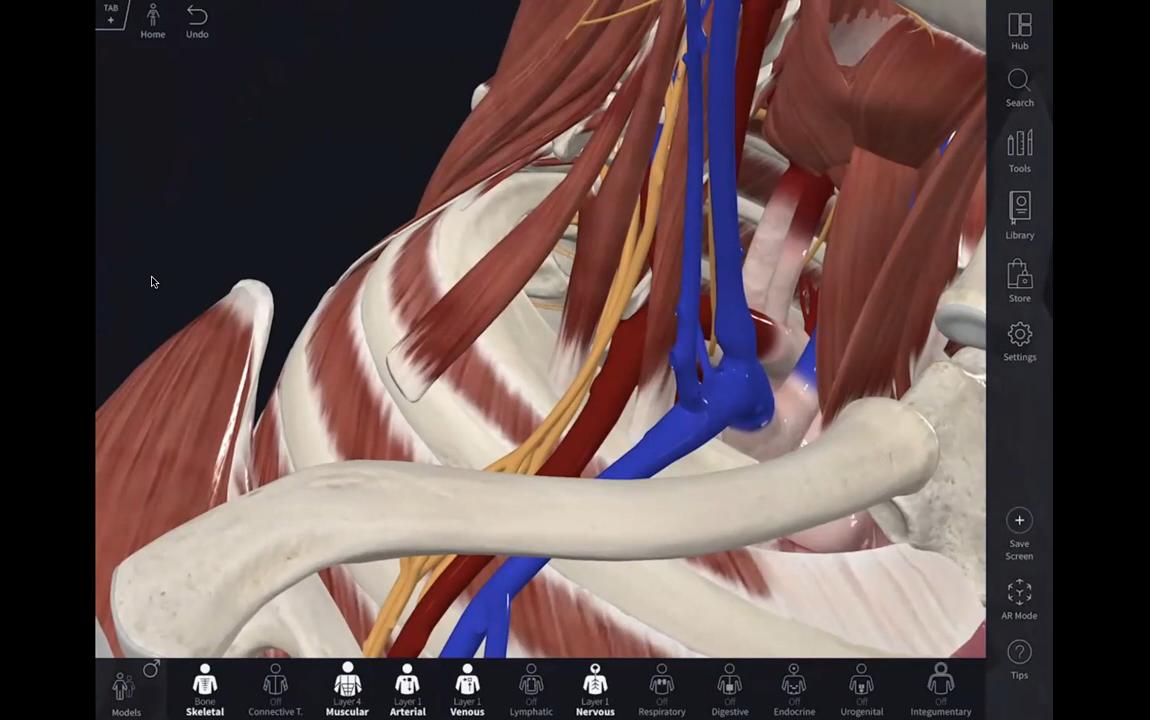 TAB
+
Home
Undo
Hub
Search
Tools
Library
Store
Settings
Save
Screen
AR Mode
Tips
Models
Bone
Skeletal
Off
Connective T.
Layer 4
Muscular
Layer 1
Arterial
Layer 1
Venous
Off
Lymphatic
Layer 1
Nervous
Off
Respiratory
Off
Digestive
Off
Endocrine
Off
Urogenital
Off
Integumentary